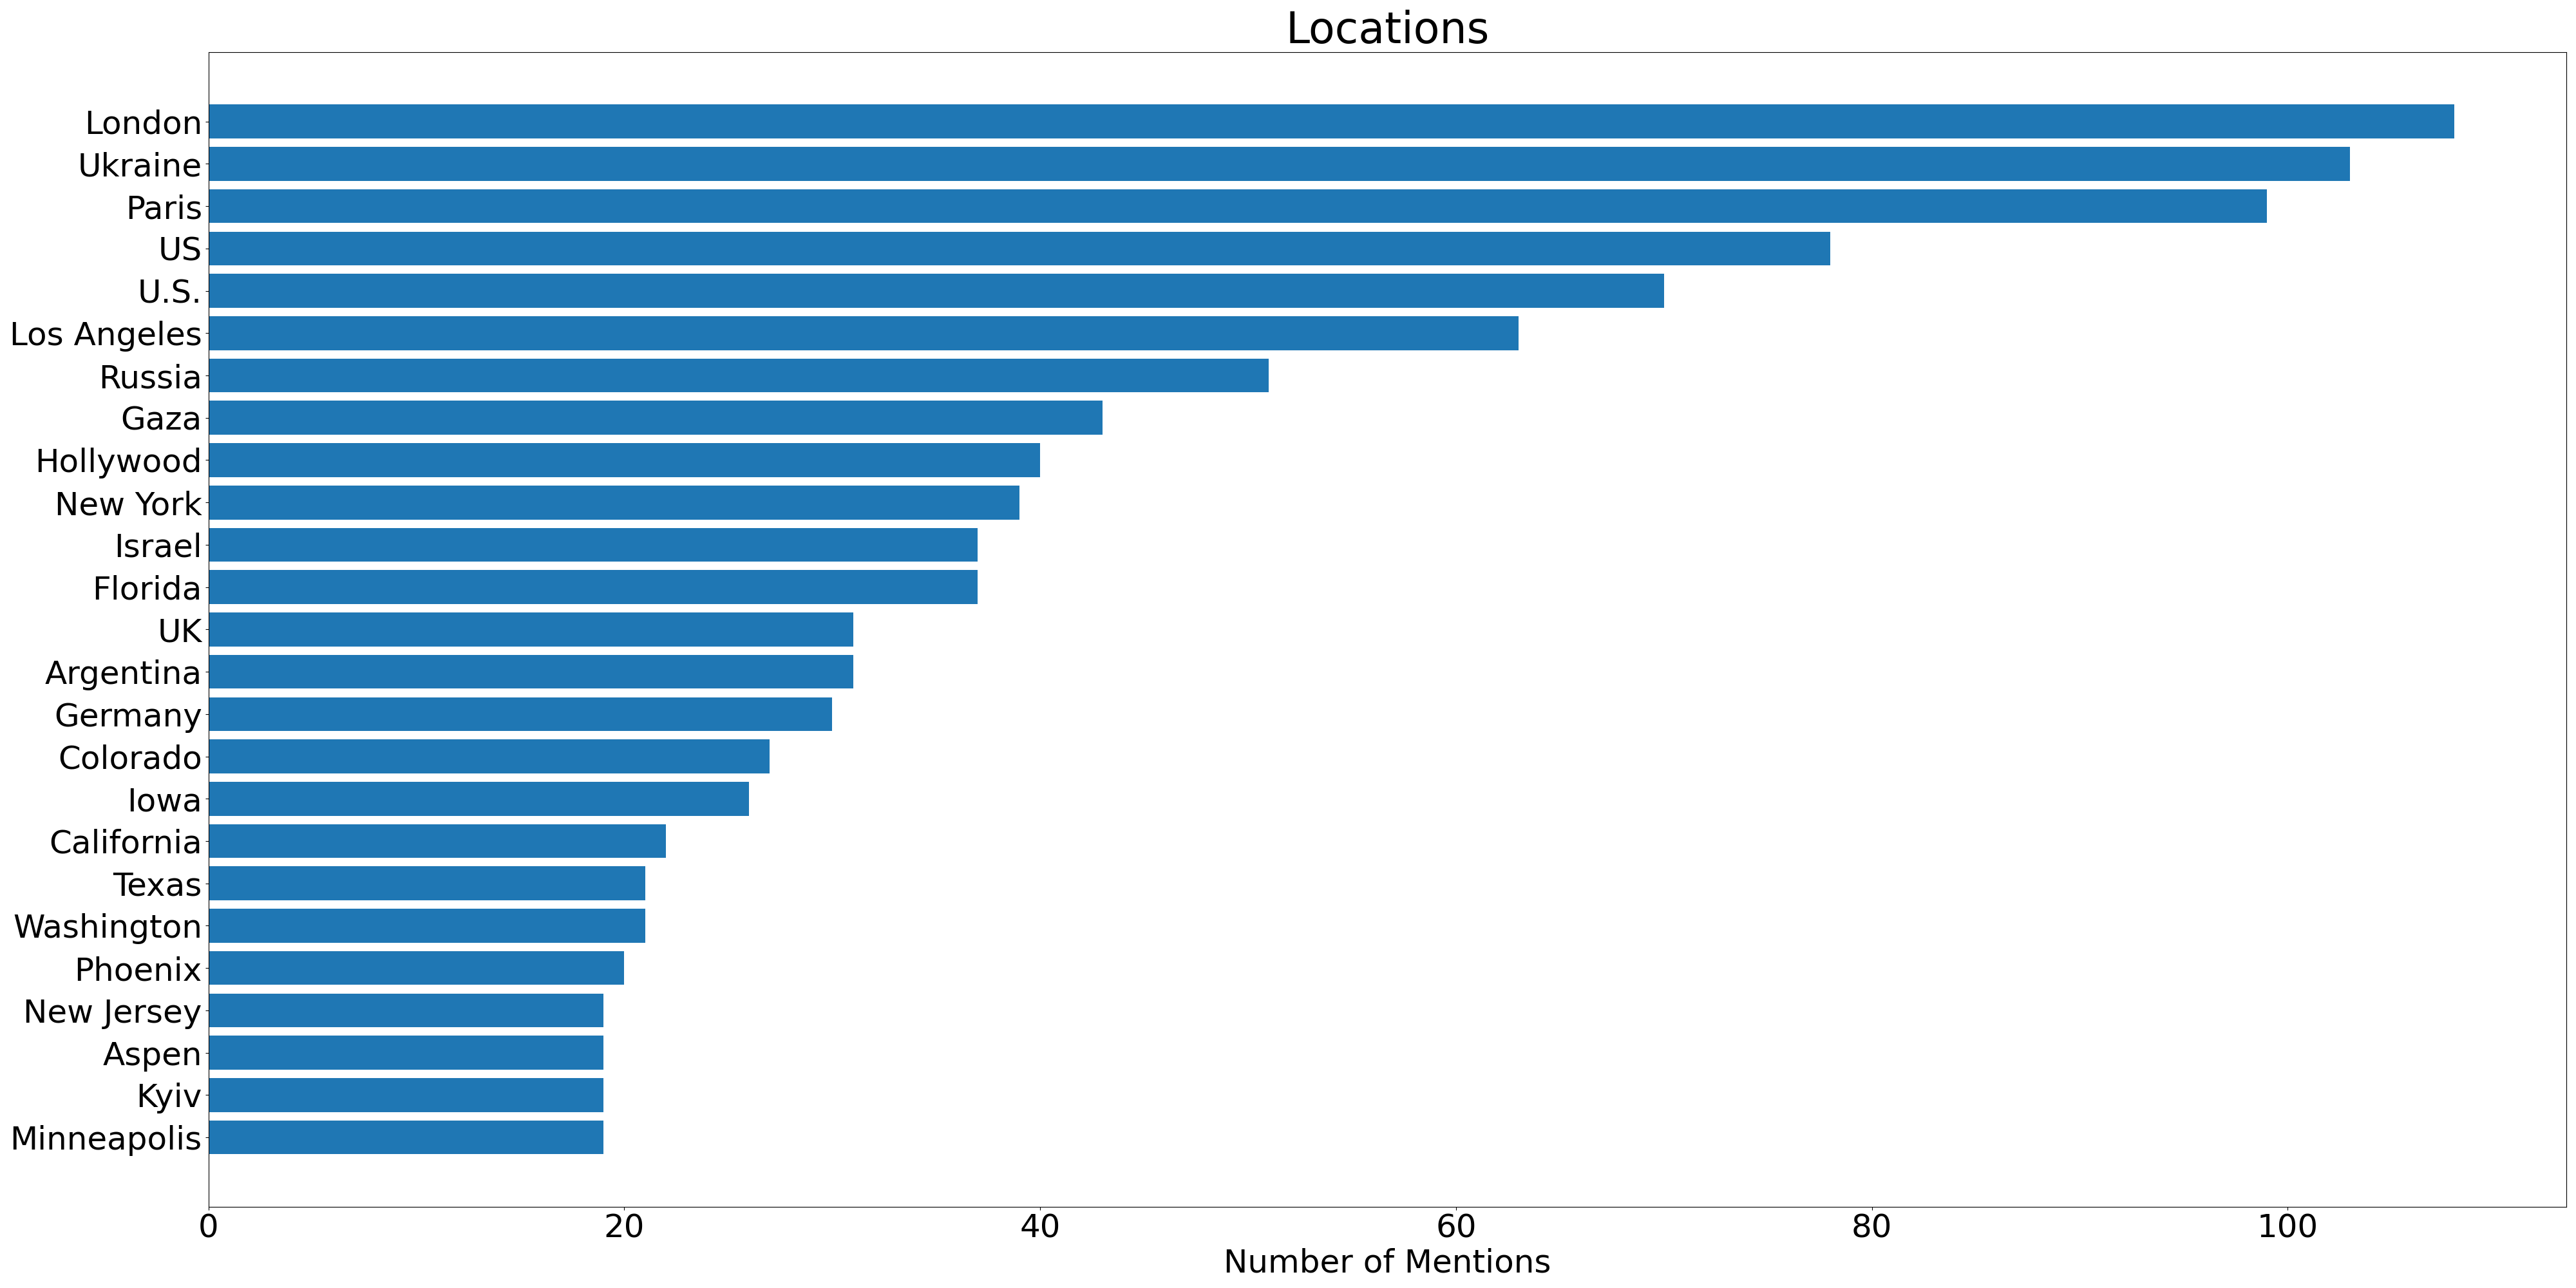 Locations
London
Ukraine
Paris
US
U.S.
Los Angeles
Russia
Gaza
Hollywood
New York
Israel
Florida
UK
Argentina
Germany
Colorado
Iowa
California
Texas
Washington
Phoenix
New Jersey
Aspen
Kyiv
Minneapolis
0 20 40 60 80 100
Number of Mentions